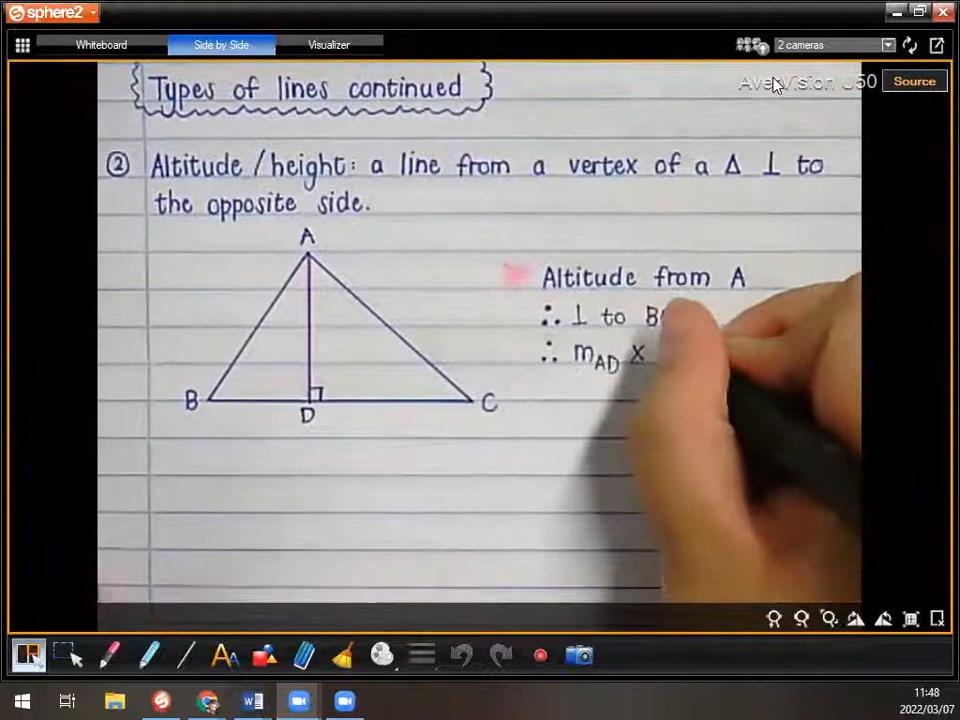 sphere2
Whiteboard
Side by Side
Visualizer
2 cameras
Source
Types of lines continued
② Altitude / height: a line from a vertex of a Δ ⊥ to
the opposite side.
A
B
D
C
Altitude from A
∴ ⊥ to
∴ mAD ×
11:48
2022/03/07